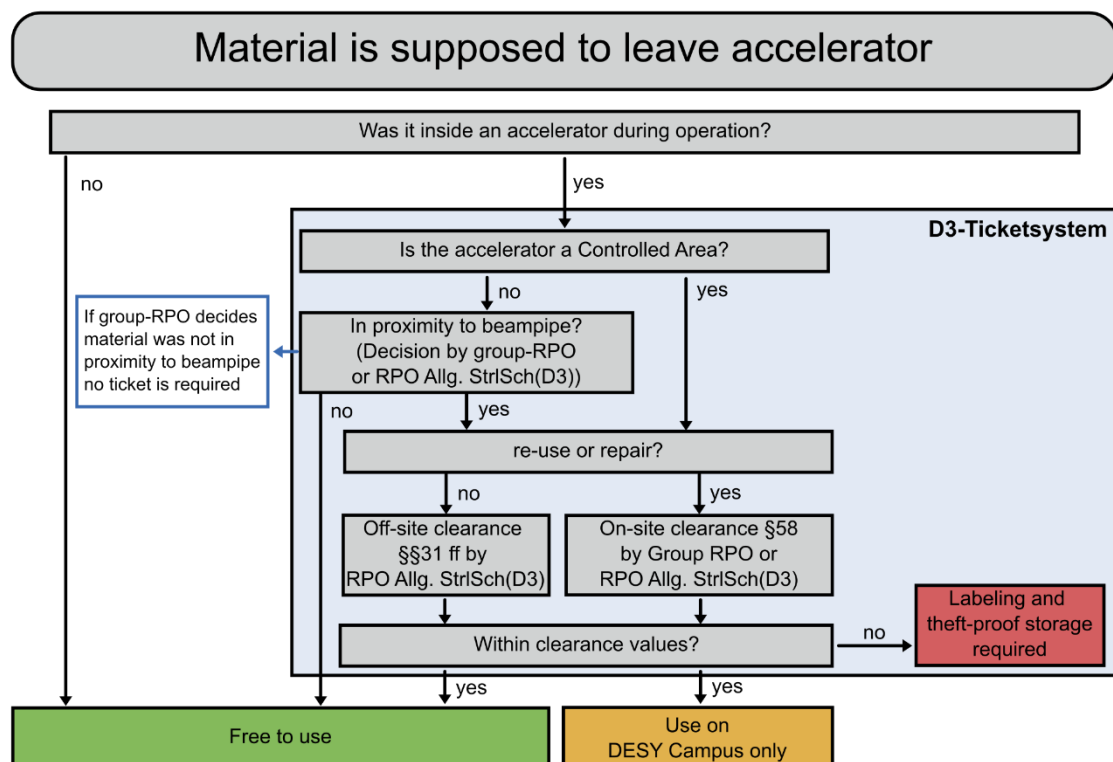 Material is supposed to leave accelerator
Was it inside an accelerator during operation?
no
yes
D3-Ticketsystem
Is the accelerator a Controlled Area?
no
yes
If group-RPO decides
material was not in
proximity to beampipe
no ticket is required
In proximity to beampipe?
(Decision by group-RPO
or RPO Allg. StrlSch(D3))
no
yes
re-use or repair?
no
yes
Off-site clearance
§§31 ff by
RPO Allg. StrlSch(D3)
On-site clearance §58
by Group RPO or
RPO Allg. StrlSch(D3)
Within clearance values?
no
Labeling and
theft-proof storage
required
yes
yes
Free to use
Use on
DESY Campus only